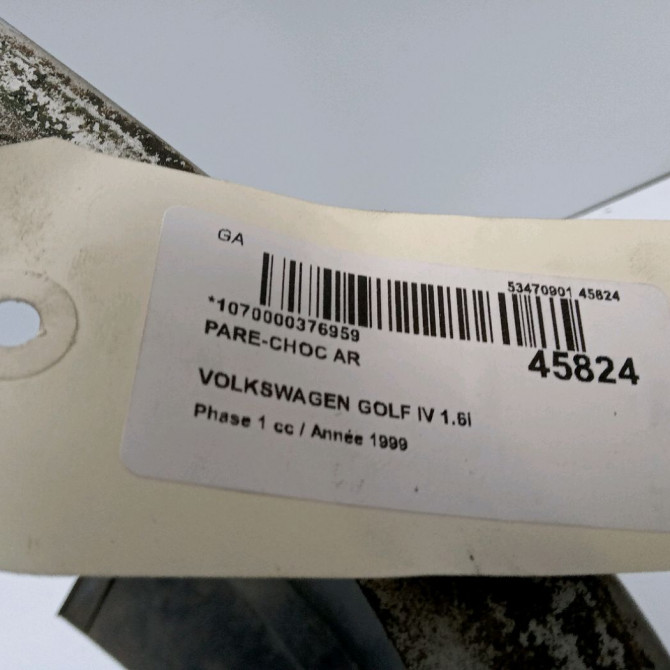 GA
53470901 45824
*1070000376959
PARE-CHOC AR
45824
VOLKSWAGEN GOLF IV 1.6i
Phase 1 cc / Année 1999